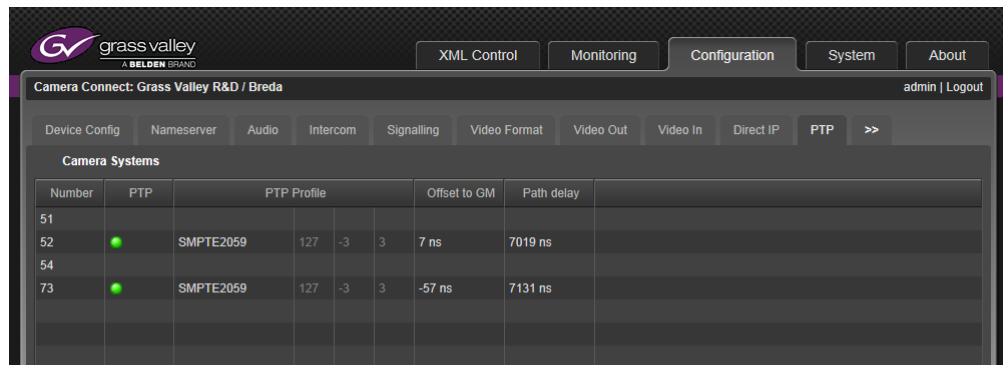 grass valley
A BELDEN BRAND
XML Control Monitoring Configuration System About
Camera Connect: Grass Valley R&D / Breda admin | Logout
Device Config Nameserver Audio Intercom Signalling Video Format Video Out Video In Direct IP PTP >>
Camera Systems
Number PTP PTP Profile Offset to GM Path delay
51
52 SMPTE2059 127 -3 3 7 ns 7019 ns
54
73 SMPTE2059 127 -3 3 -57 ns 7131 ns